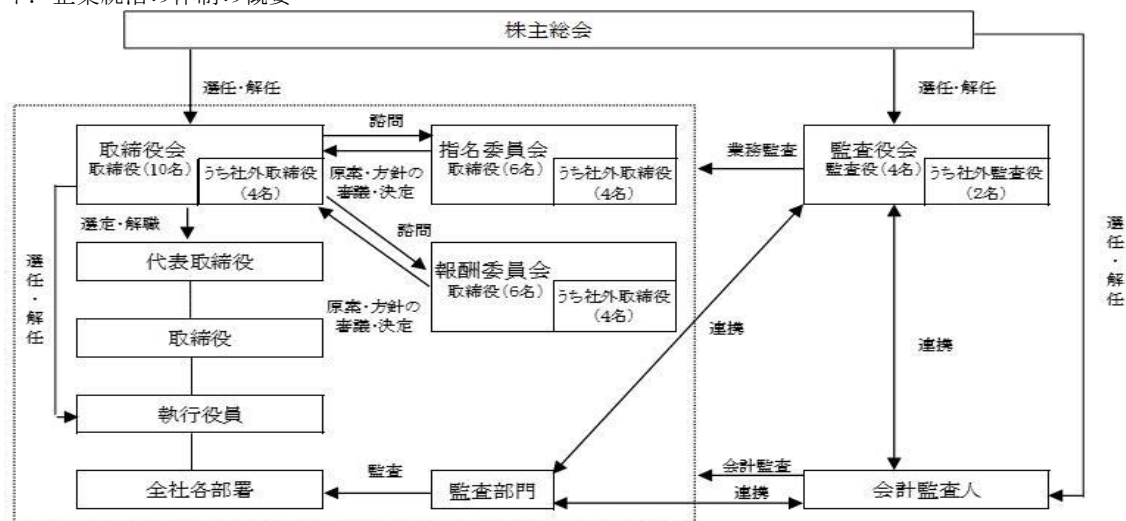 イ．企業統治の体制の概要
株主総会
選任・解任
選任・解任
諮問
取締役会
取締役(10名)
うち社外取締役
(4名)
指名委員会
取締役(6名)
うち社外取締役
(4名)
業務監査
監査役会
監査役(4名)
うち社外監査役
(2名)
原案・方針の
審議・決定
選定・解職
諮問
選任・解任
選任・解任
代表取締役
報酬委員会
取締役(6名)
うち社外取締役
(4名)
原案・方針の
審議・決定
取締役
連携
連携
執行役員
監査
会計監査
全社各部署
監査部門
連携
会計監査人